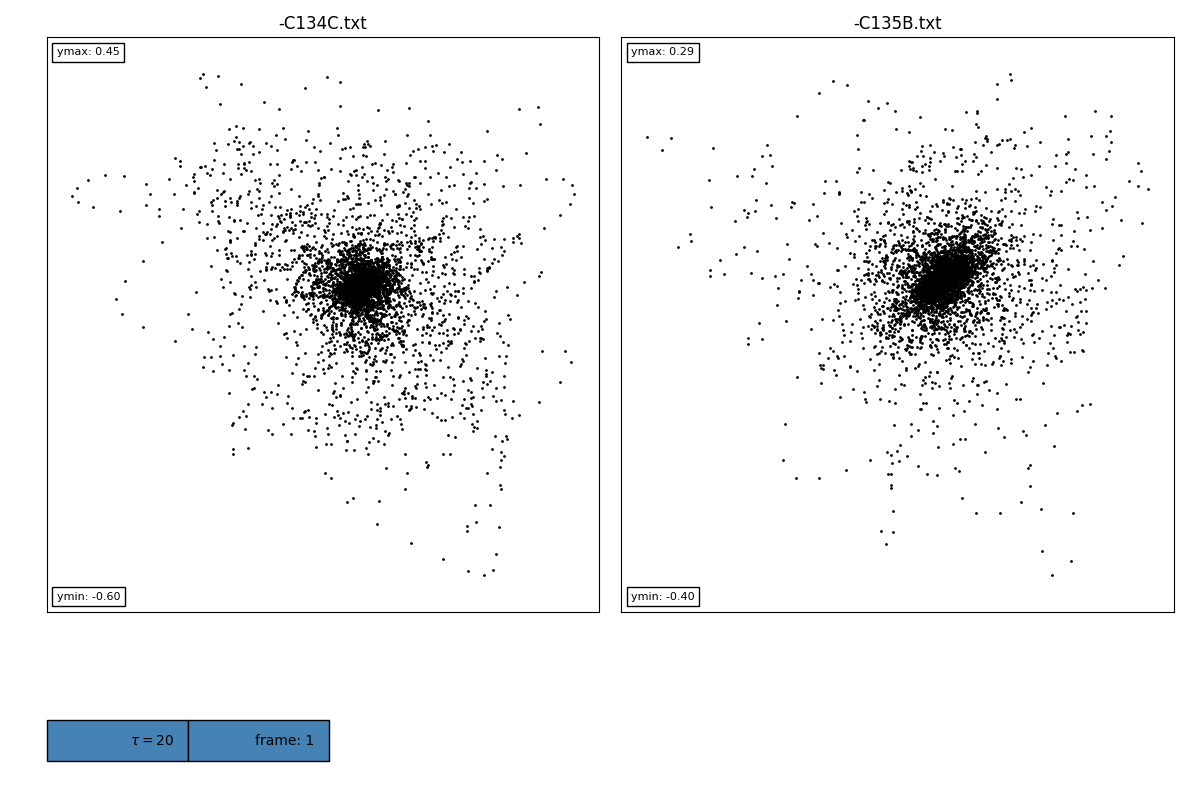 -C134C.txt
-C135B.txt
ymax: 0.45
ymax: 0.29
ymin: -0.60
ymin: -0.40
τ = 20
frame: 1